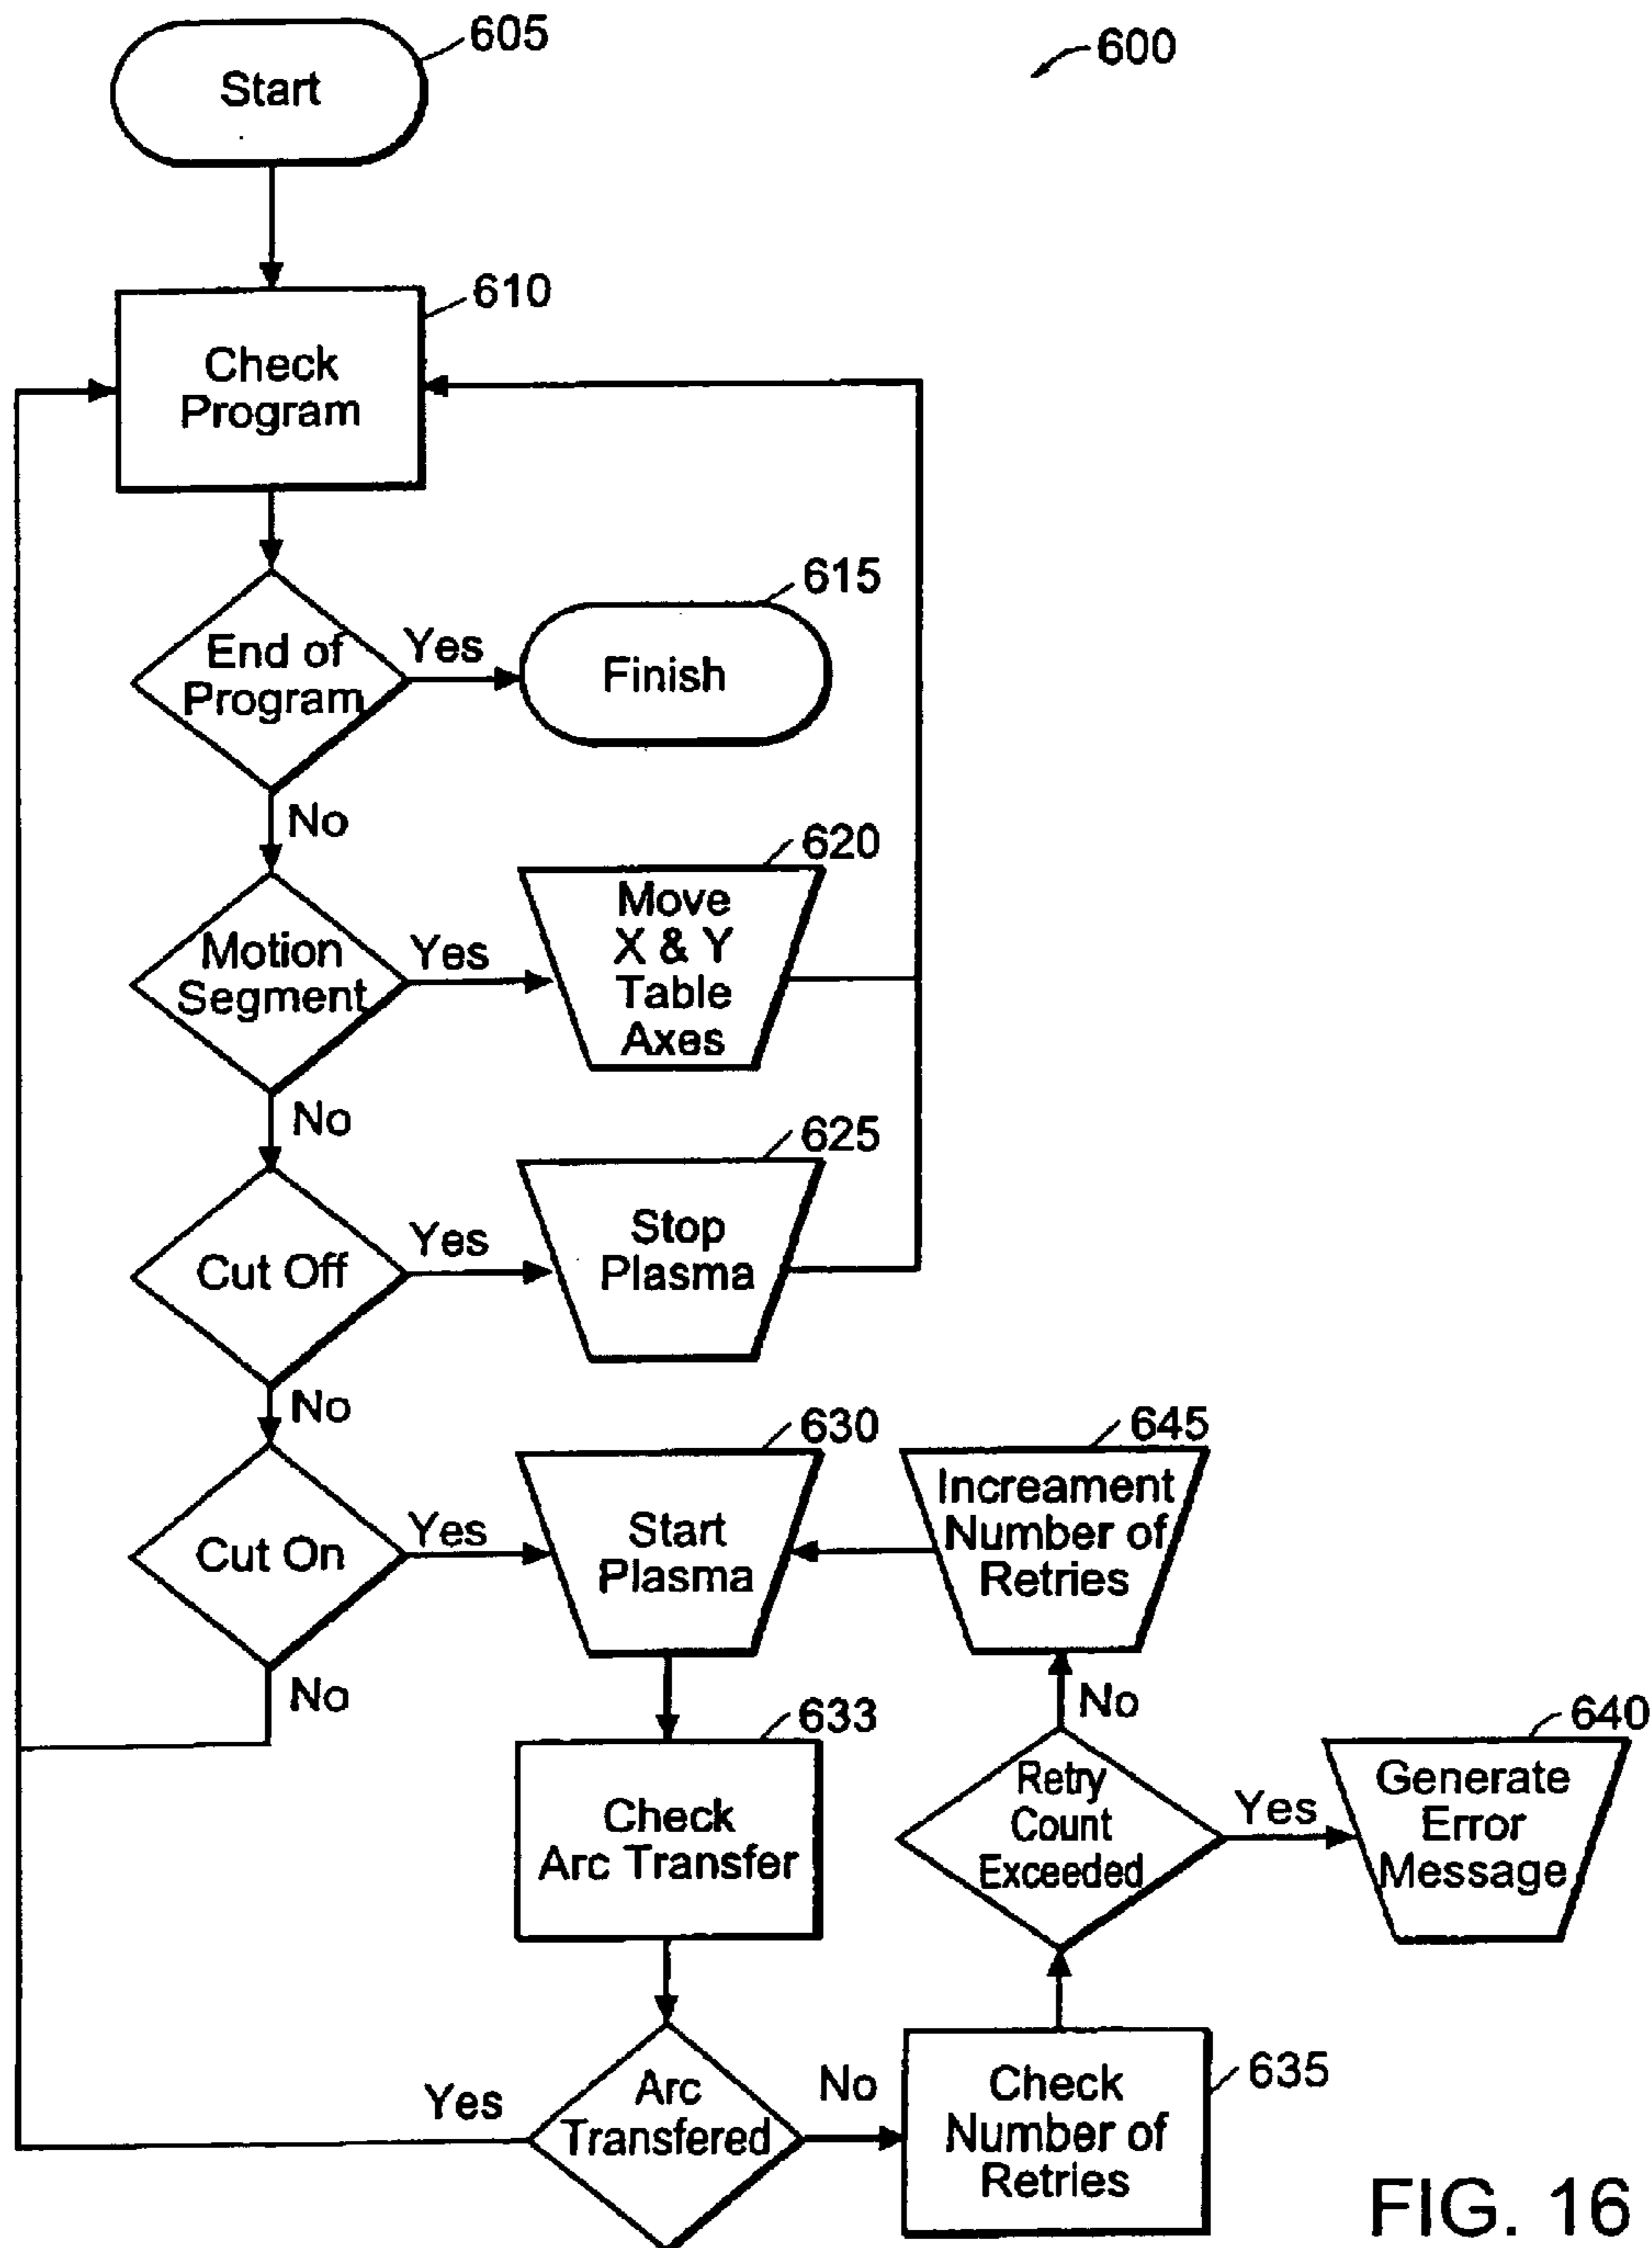 605
600
Start
610
Check
Program
615
End of
Program
Yes
Finish
No
620
Motion
Segment
Yes
Move
X & Y
Table
Axes
No
625
Cut Off
Yes
Stop
Plasma
No
630
645
Cut On
Yes
Start
Plasma
Increament
Number of
Retries
No
633
No
640
Check
Arc Transfer
Retry
Count
Exceeded
Yes
Generate
Error
Message
Yes
Arc
Transfered
No
Check
Number of
Retries
635
FIG. 16